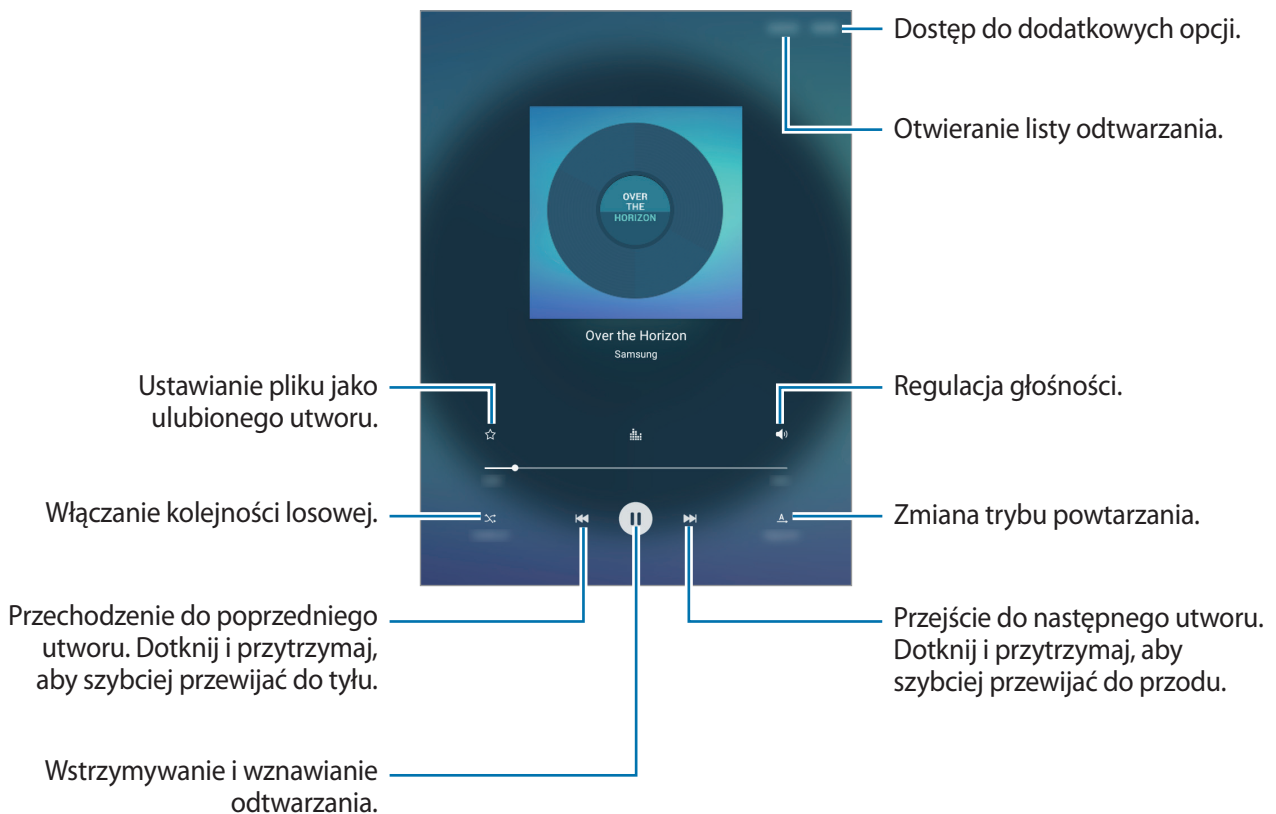 Dostęp do dodatkowych opcji.
Otwieranie listy odtwarzania.
OVER
THE
HORIZON
Over the Horizon
Samsung
Ustawianie pliku jako
ulubionego utworu.
Regulacja głośności.
Włączanie kolejności losowej.
A
Zmiana trybu powtarzania.
Przechodzenie do poprzedniego
utworu. Dotknij i przytrzymaj,
aby szybciej przewijać do tyłu.
Przejście do następnego utworu.
Dotknij i przytrzymaj, aby
szybciej przewijać do przodu.
Wstrzymywanie i wznawianie
odtwarzania.